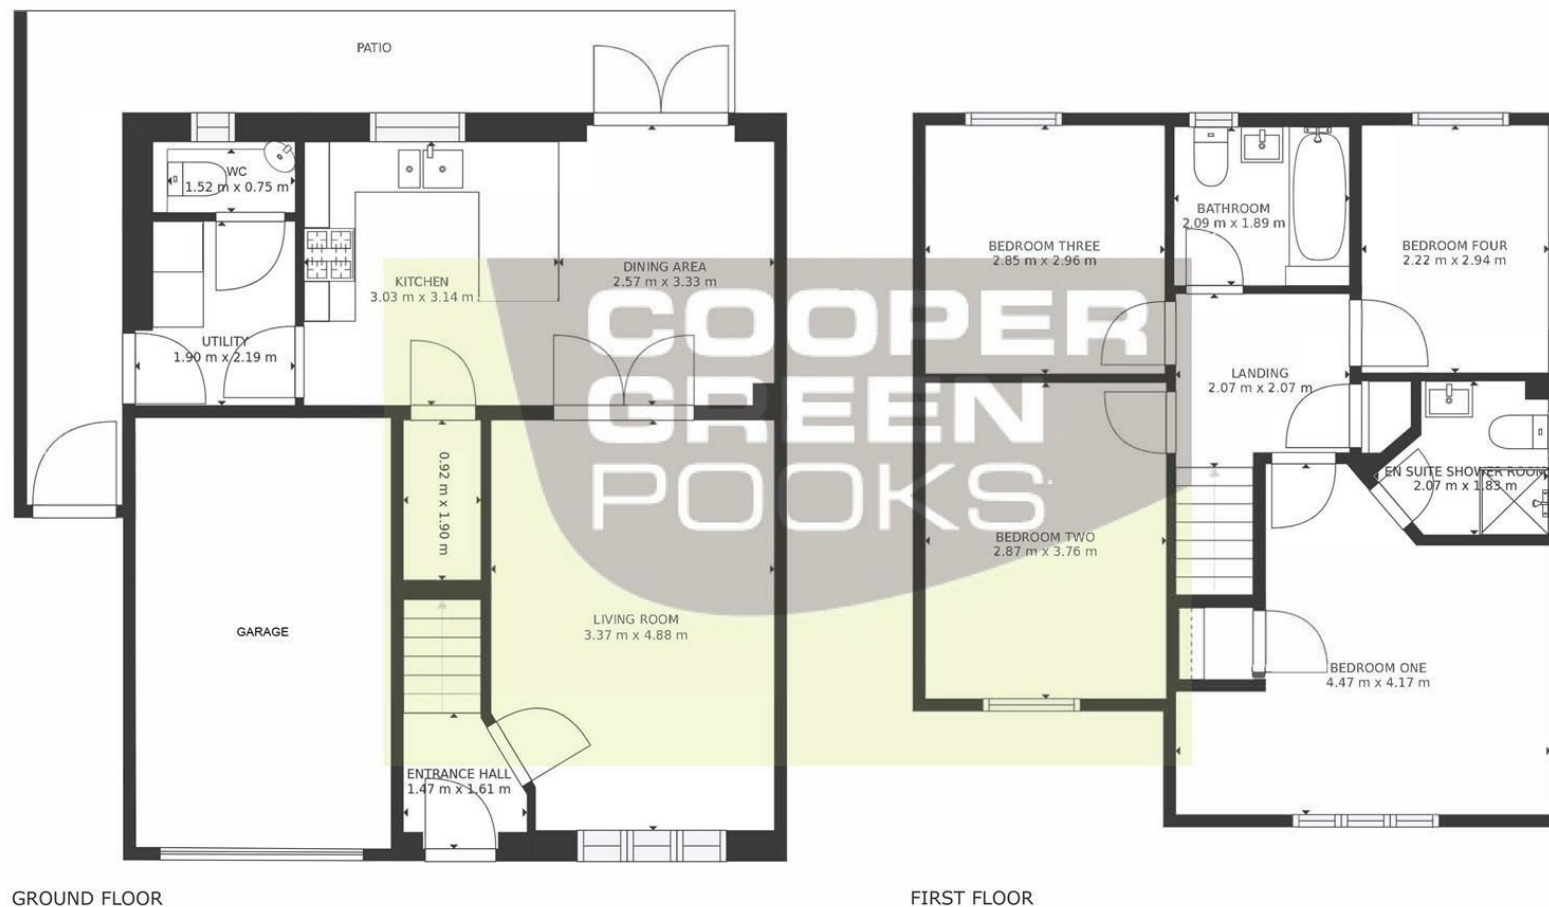 PATIO
WC
1.52 m x 0.75 m
KITCHEN
3.03 m x 3.14 m
DINING AREA
2.57 m x 3.33 m
UTILITY
1.90 m x 2.19 m
0.92 m x 1.90 m
GARAGE
LIVING ROOM
3.37 m x 4.88 m
ENTRANCE HALL
1.47 m x 1.61 m
GROUND FLOOR
BEDROOM THREE
2.85 m x 2.96 m
BATHROOM
2.09 m x 1.89 m
BEDROOM FOUR
2.22 m x 2.94 m
LANDING
2.07 m x 2.07 m
EN SUITE SHOWER ROOM
2.07 m x 1.83 m
BEDROOM TWO
2.87 m x 3.76 m
BEDROOM ONE
4.47 m x 4.17 m
FIRST FLOOR
COOPER
GREEN
POOKS